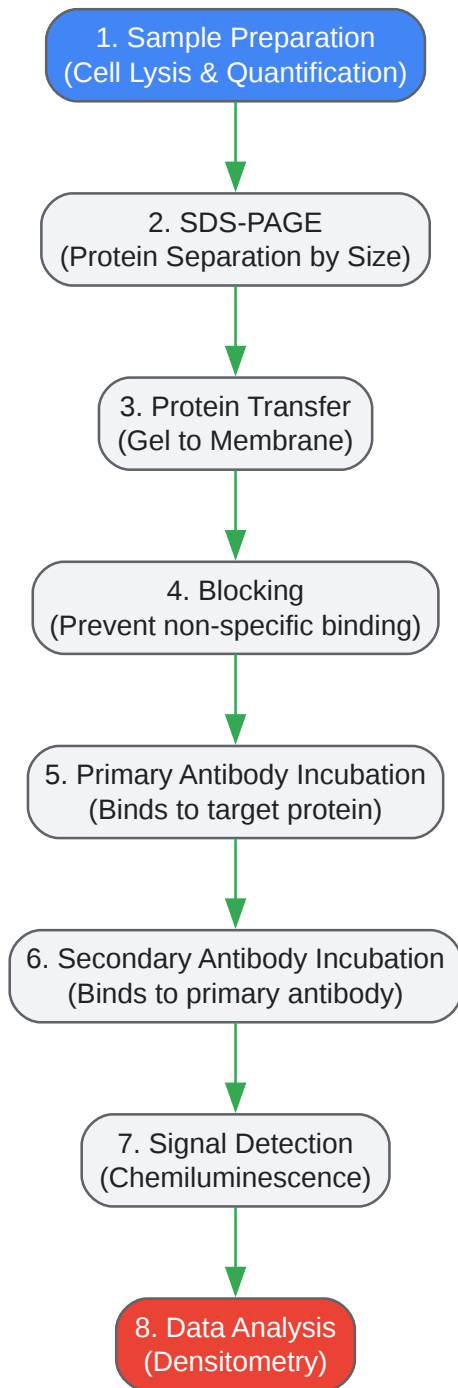 1. Sample Preparation
(Cell Lysis & Quantification)
2. SDS-PAGE
(Protein Separation by Size)
3. Protein Transfer
(Gel to Membrane)
4. Blocking
(Prevent non-specific binding)
5. Primary Antibody Incubation
(Binds to target protein)
6. Secondary Antibody Incubation
(Binds to primary antibody)
7. Signal Detection
(Chemiluminescence)
8. Data Analysis
(Densitometry)